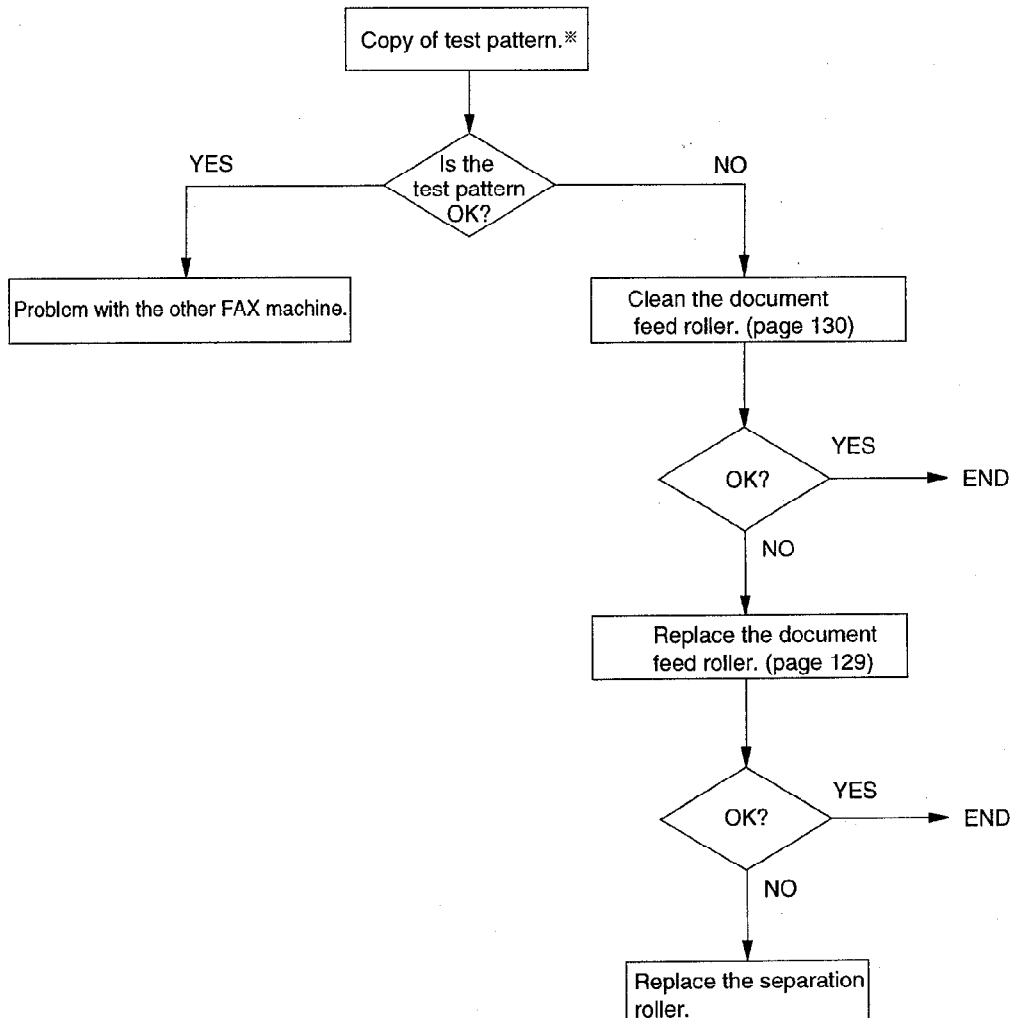 Copy of test pattern.※
Is the
test pattern
OK?
YES
NO
Problem with the other FAX machine.
Clean the document
feed roller. (page 130)
OK?
YES
END
NO
Replace the document
feed roller. (page 129)
OK?
YES
END
NO
Replace the separation
roller.